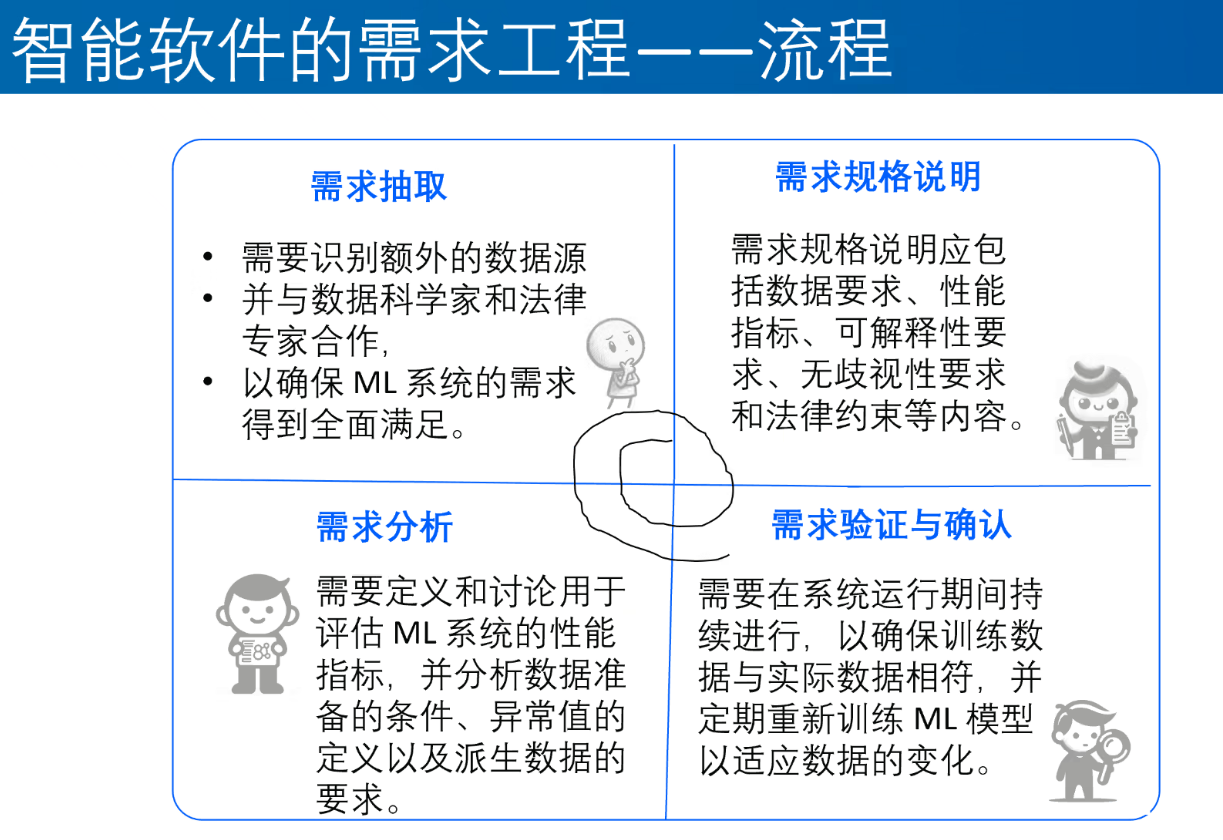 智能软件的需求工程——流程
需求抽取
• 需要识别额外的数据源
• 并与数据科学家和法律
专家合作,
• 以确保 ML 系统的需求
得到全面满足。
需求规格说明
需求规格说明应包
括数据要求、性能
指标、可解释性要
求、无歧视性要求
和法律约束等内容。
需求分析
需要定义和讨论用于
评估 ML 系统的性能
指标，并分析数据准
备的条件、异常值的
定义以及派生数据的
要求。
需求验证与确认
需要在系统运行期间持
续进行，以确保训练数
据与实际数据相符，并
定期重新训练 ML 模型
以适应数据的变化。